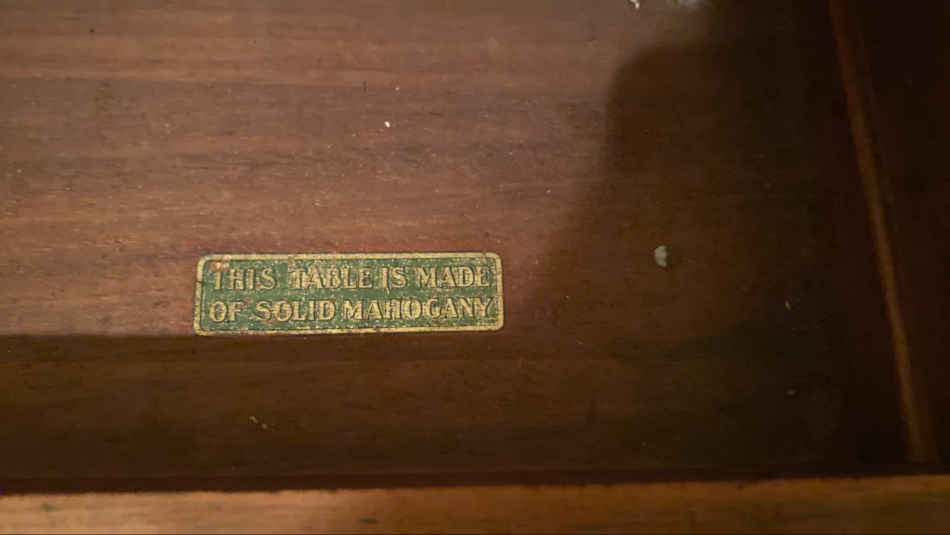 THIS TABLE IS MADE
OF SOLID MAHOGANY